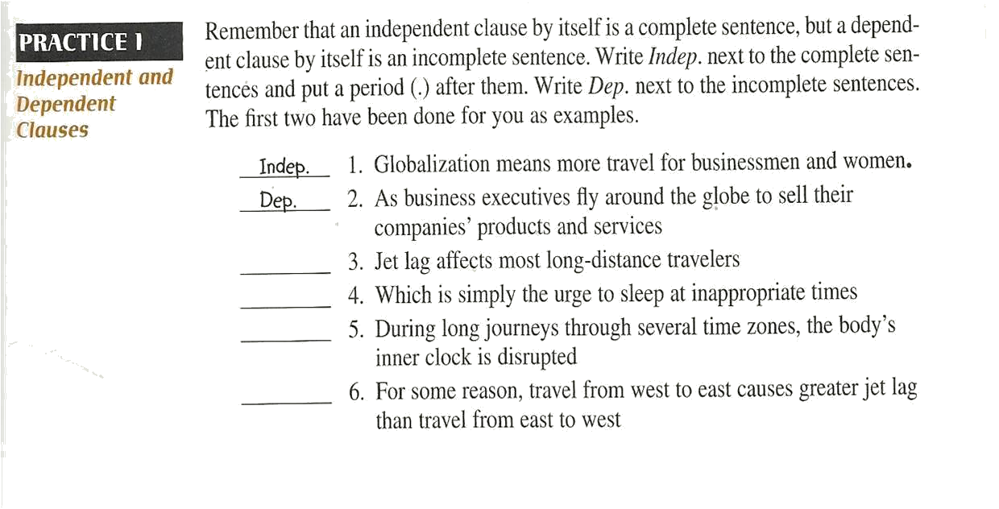 PRACTICE 1
Independent and
Dependent
Clauses
Remember that an independent clause by itself is a complete sentence, but a depend-
ent clause by itself is an incomplete sentence. Write Indep. next to the complete sen-
tences and put a period (.) after them. Write Dep. next to the incomplete sentences.
The first two have been done for you as examples.
Indep. 1. Globalization means more travel for businessmen and women.
Dep. 2. As business executives fly around the globe to sell their
companies' products and services
3. Jet lag affects most long-distance travelers
4. Which is simply the urge to sleep at inappropriate times
5. During long journeys through several time zones, the body's
inner clock is disrupted
6. For some reason, travel from west to east causes greater jet lag
than travel from east to west